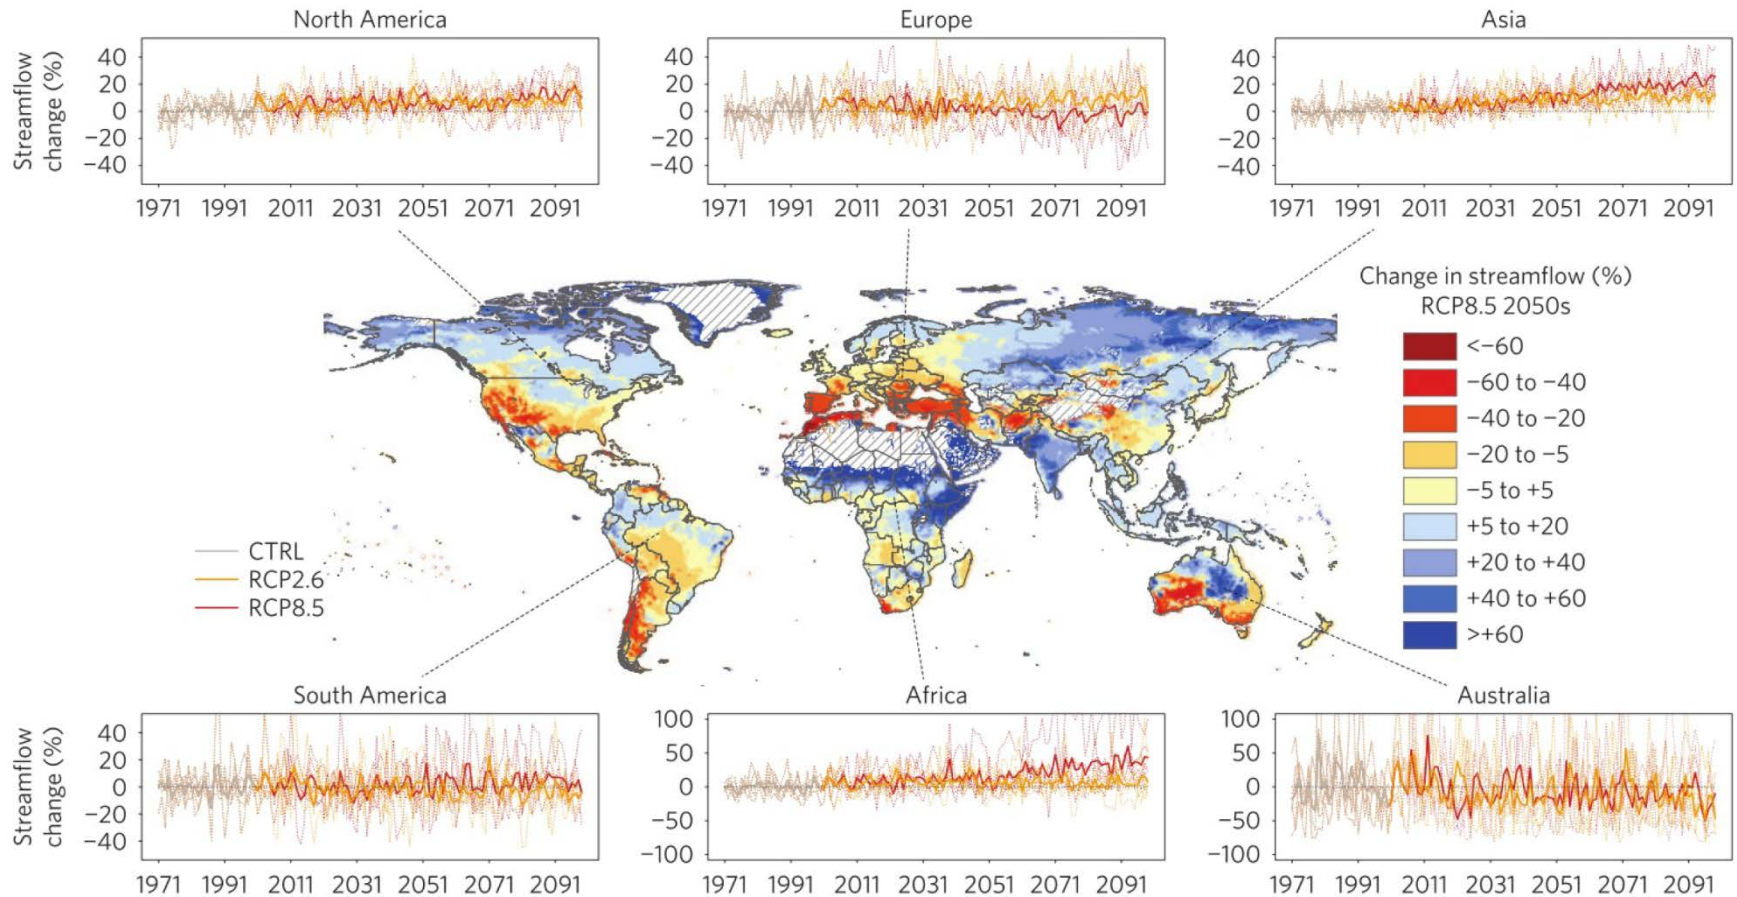 North America
Europe
Asia
Streamflow
change (%)
40
20
0
−20
−40
1971 1991 2011 2031 2051 2071 2091
40
20
0
−20
−40
1971 1991 2011 2031 2051 2071 2091
40
20
0
−20
−40
1971 1991 2011 2031 2051 2071 2091
Change in streamflow (%)
RCP8.5 2050s
<−60
−60 to −40
−40 to −20
−20 to −5
−5 to +5
+5 to +20
+20 to +40
+40 to +60
>+60
CTRL
RCP2.6
RCP8.5
South America
Africa
Australia
Streamflow
change (%)
40
20
0
−20
−40
1971 1991 2011 2031 2051 2071 2091
100
50
0
−50
−100
1971 1991 2011 2031 2051 2071 2091
100
50
0
−50
−100
1971 1991 2011 2031 2051 2071 2091